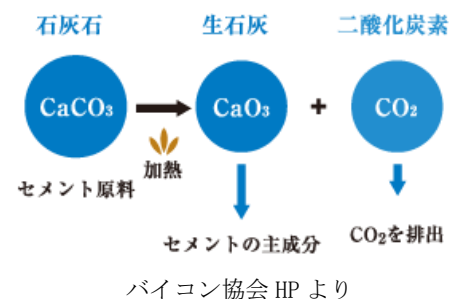 石灰石 生石灰 二酸化炭素
CaCO₃ CaO₃ + CO₂
加熱
セメント原料
セメントの主成分 CO₂を排出
バイコン協会 HP より